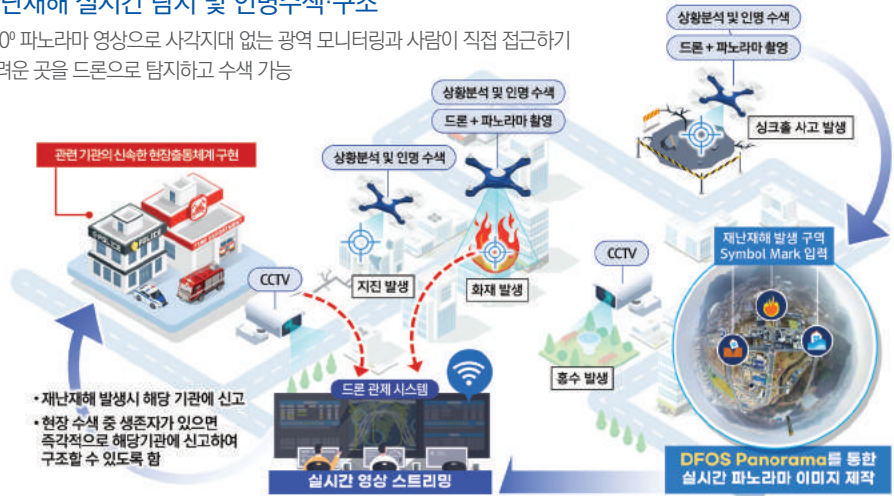 난재해 실시간 탐지 및 인명수색·구조
0º 파노라마 영상으로 사각지대 없는 광역 모니터링과 사람이 직접 접근하기
려운 곳을 드론으로 탐지하고 수색 가능
상황분석 및 인명 수색
드론 + 파노라마 촬영
싱크홀 사고 발생
상황분석 및 인명 수색
드론 + 파노라마 촬영
화재 발생
상황분석 및 인명 수색
지진 발생
관련 기관의 신속한 현장출동체계 구현
POLICE
POLICE
CCTV
CCTV
홍수 발생
재난재해 발생 구역
Symbol Mark 입력
• 재난재해 발생시 해당 기관에 신고
• 현장 수색 중 생존자가 있으면
즉각적으로 해당기관에 신고하여
구조할 수 있도록 함
드론 관제 시스템
실시간 영상 스트리밍
DFOS Panorama를 통한
실시간 파노라마 이미지 제작